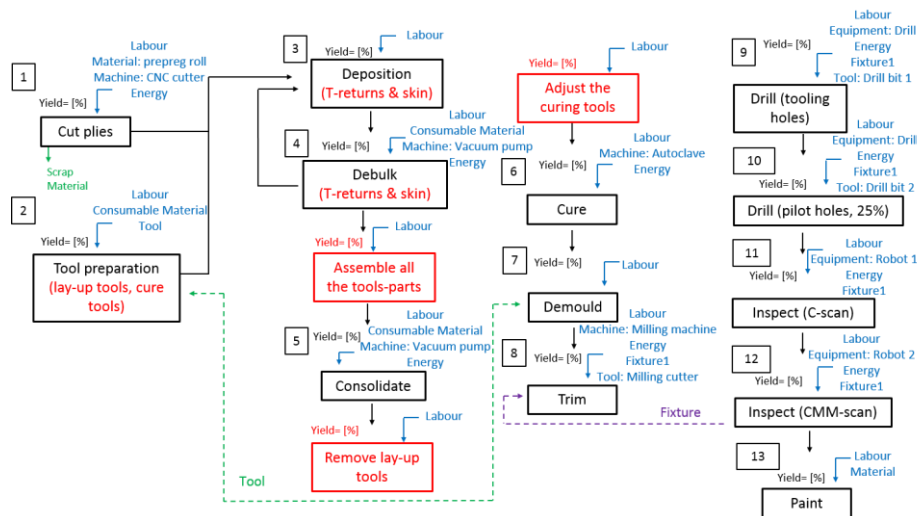 1
Labour
Material: prepreg roll
Machine: CNC cutter
Energy
Yield= [%]
Cut plies
Scrap
Material
2
Labour
Consumable Material
Tool
Yield= [%]
Tool preparation
(lay-up tools, cure
tools)
3
Labour
Yield= [%]
Deposition
(T-returns & skin)
4
Labour
Consumable Material
Machine: Vacuum pump
Energy
Yield= [%]
Debulk
(T-returns & skin)
Labour
Yield= [%]
Assemble all
the tools-parts
5
Labour
Consumable Material
Machine: Vacuum pump
Energy
Yield= [%]
Consolidate
Labour
Yield= [%]
Remove lay-up
tools
Tool
Labour
Yield= [%]
Adjust the
curing tools
6
Labour
Machine: Autoclave
Energy
Yield= [%]
Cure
7
Labour
Yield= [%]
Demould
8
Labour
Machine: Milling machine
Energy
Fixture1
Tool: Milling cutter
Yield= [%]
Trim
Fixture
9
Labour
Equipment: Drill
Energy
Fixture1
Tool: Drill bit 1
Yield= [%]
Drill (tooling
holes)
10
Labour
Equipment: Drill
Energy
Fixture1
Tool: Drill bit 2
Yield= [%]
Drill (pilot holes, 25%)
11
Labour
Equipment: Robot 1
Energy
Fixture1
Yield= [%]
Inspect (C-scan)
12
Labour
Equipment: Robot 2
Energy
Fixture1
Yield= [%]
Inspect (CMM-scan)
13
Labour
Material
Yield= [%]
Paint